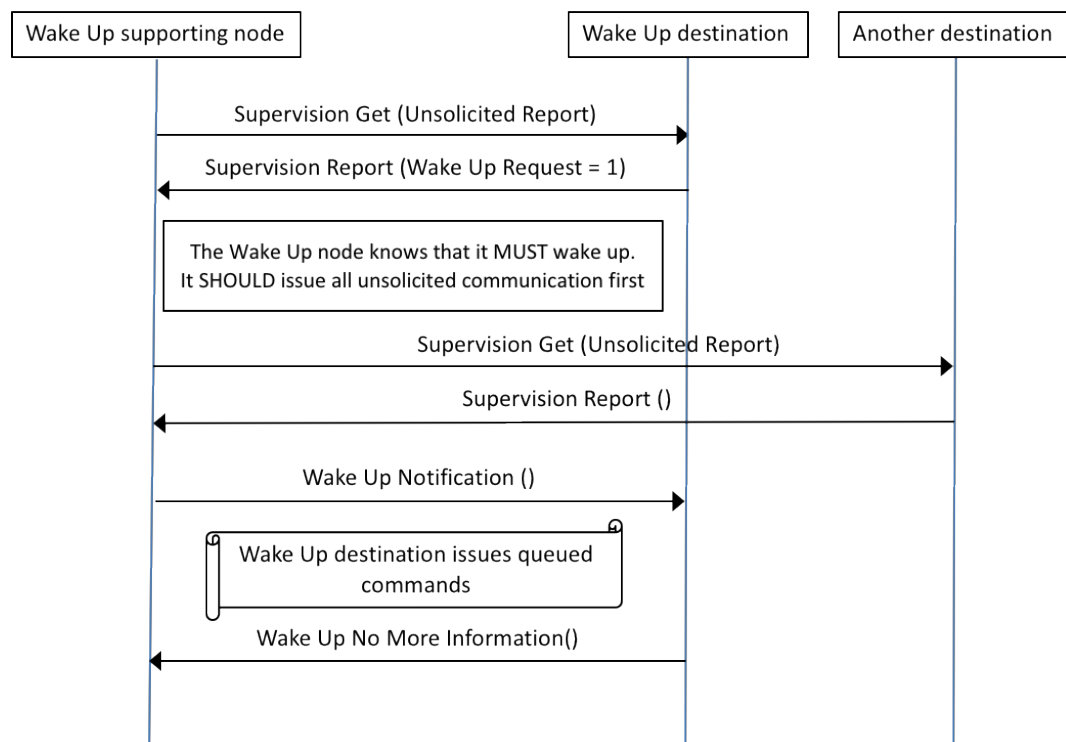 Wake Up supporting node
Wake Up destination
Another destination
Supervision Get (Unsolicited Report)
Supervision Report (Wake Up Request = 1)
The Wake Up node knows that it MUST wake up.
It SHOULD issue all unsolicited communication first
Supervision Get (Unsolicited Report)
Supervision Report ()
Wake Up Notification ()
Wake Up destination issues queued
commands
Wake Up No More Information()